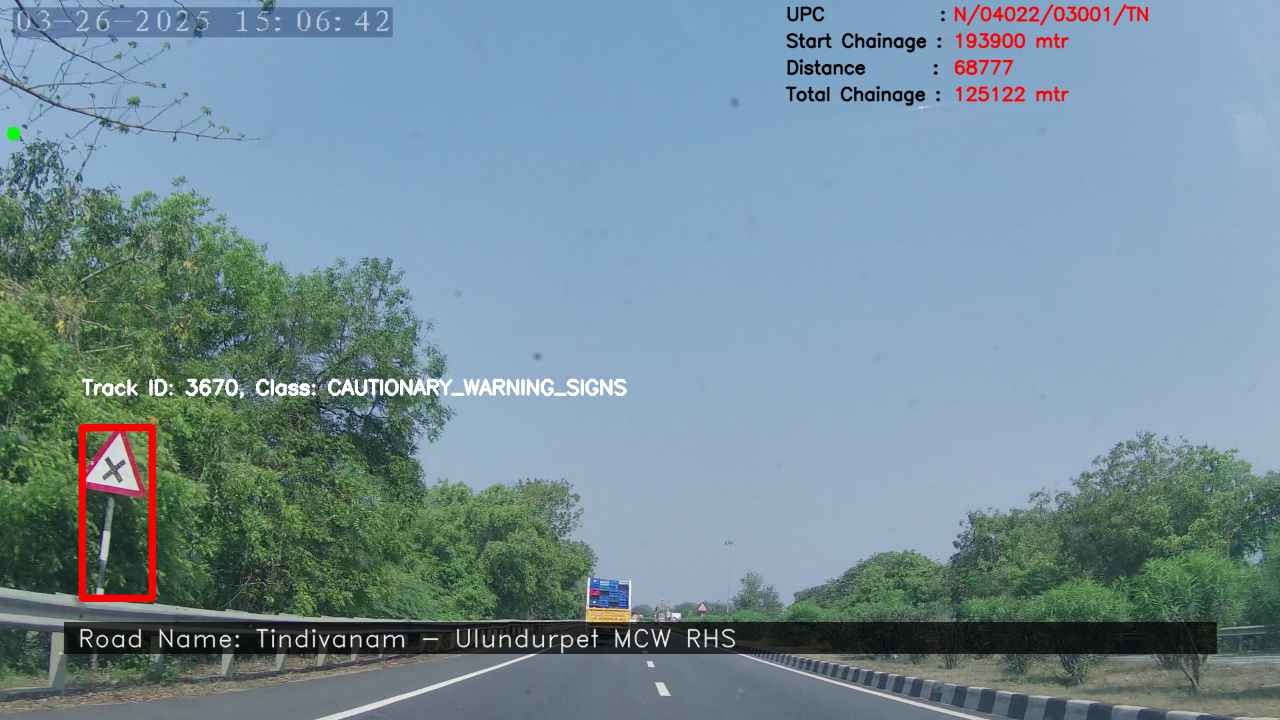 03-26-2025 15:06:42
UPC : N/04022/03001/TN
Start Chainage : 193900 mtr
Distance : 68777
Total Chainage : 125122 mtr
Track ID: 3670, Class: CAUTIONARY_WARNING_SIGNS
Road Name: Tindivanam - Ulundurpet MCW RHS